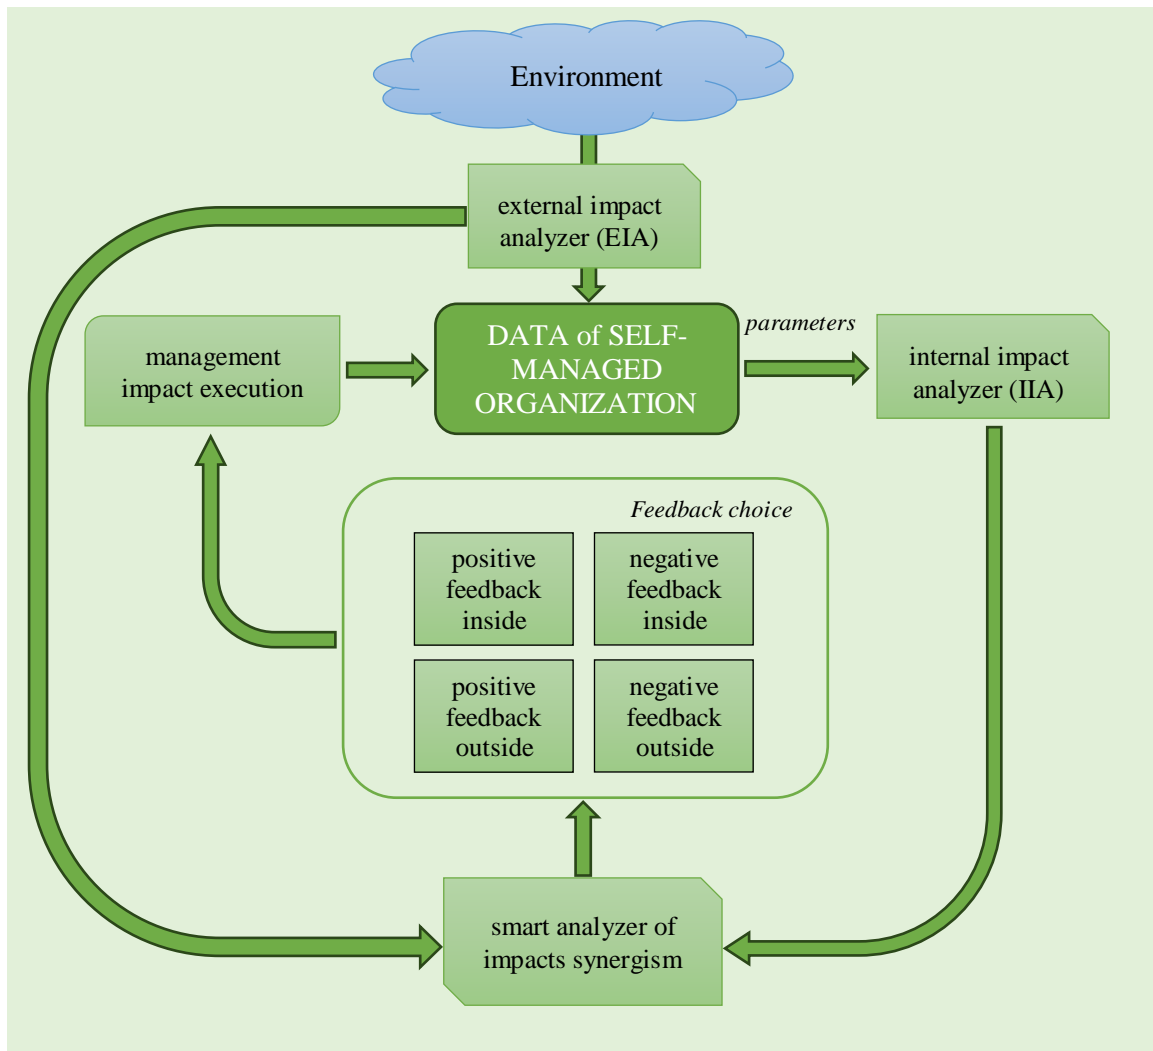 Environment
external impact
analyzer (EIA)
management
impact execution
DATA of SELF-
MANAGED
ORGANIZATION
parameters
internal impact
analyzer (IIA)
Feedback choice
positive
feedback
inside
negative
feedback
inside
positive
feedback
outside
negative
feedback
outside
smart analyzer of
impacts synergism